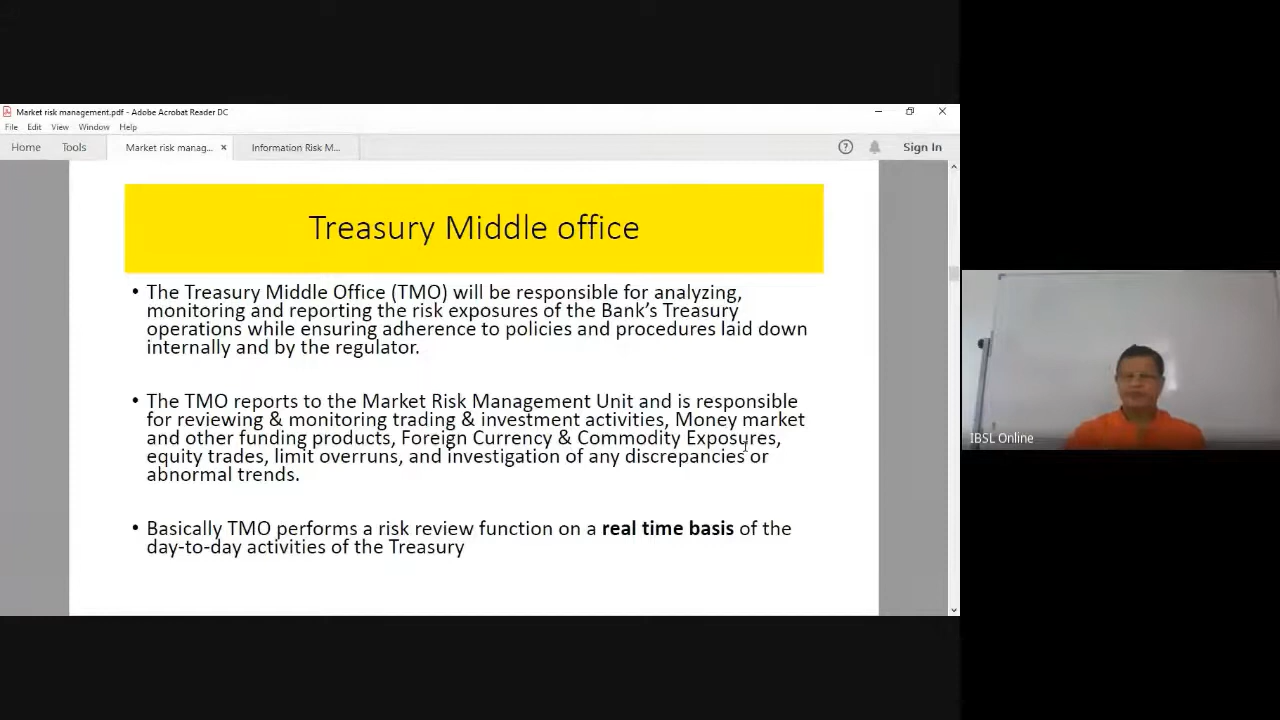 Market risk management.pdf - Adobe Acrobat Reader DC
File Edit View Window Help
Home Tools Market risk manag... × Information Risk M... Sign In
Treasury Middle office
• The Treasury Middle Office (TMO) will be responsible for analyzing,
monitoring and reporting the risk exposures of the Bank’s Treasury
operations while ensuring adherence to policies and procedures laid down
internally and by the regulator.
• The TMO reports to the Market Risk Management Unit and is responsible
for reviewing & monitoring trading & investment activities, Money market
and other funding products, Foreign Currency & Commodity Exposures,
equity trades, limit overruns, and investigation of any discrepancies or
abnormal trends.
• Basically TMO performs a risk review function on a real time basis of the
day-to-day activities of the Treasury
IBSL Online